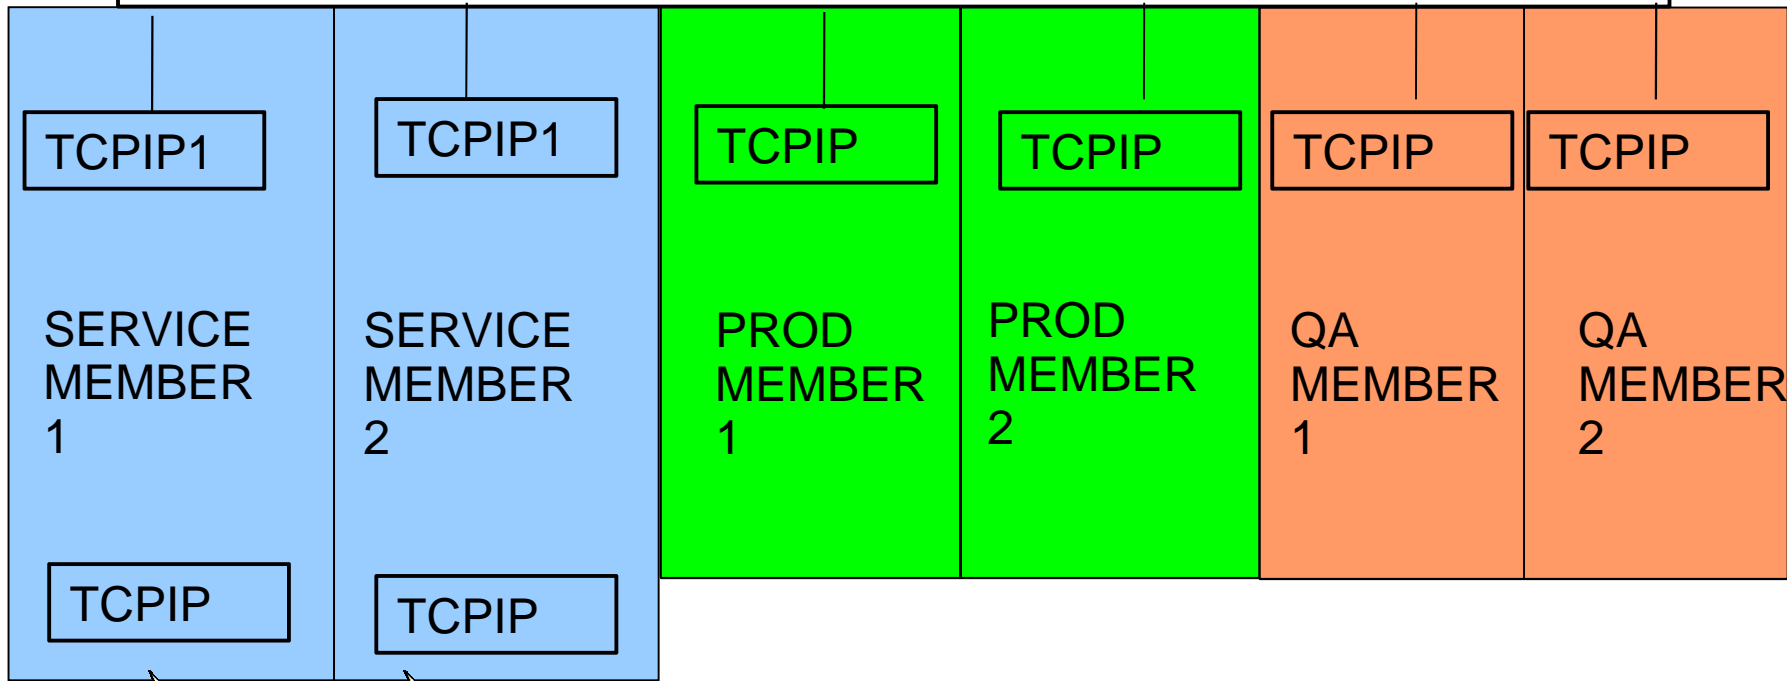 TCPIP1
TCPIP1
TCPIP
TCPIP
TCPIP
TCPIP
SERVICE
MEMBER
1
SERVICE
MEMBER
2
PROD
MEMBER
1
PROD
MEMBER
2
QA
MEMBER
1
QA
MEMBER
2
TCPIP
TCPIP